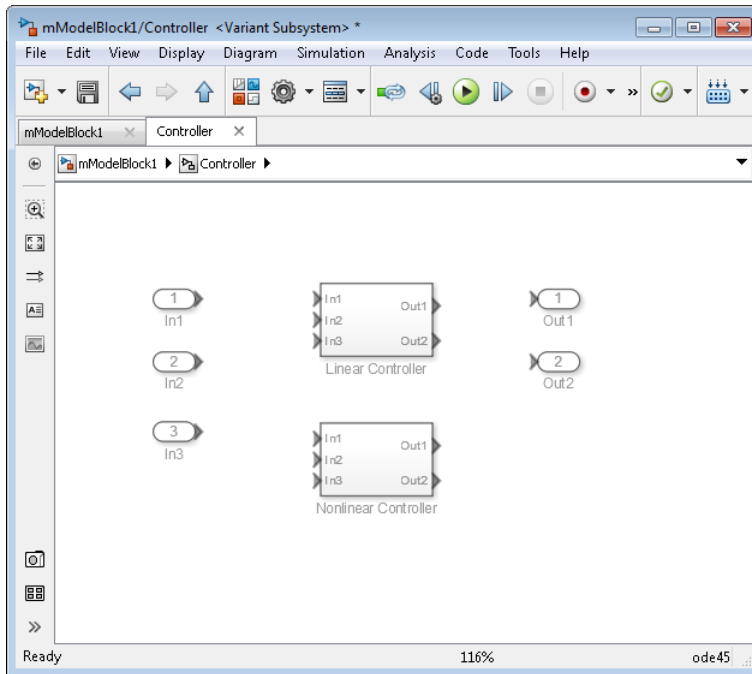 mModelBlock1/Controller <Variant Subsystem> *
File Edit View Display Diagram Simulation Analysis Code Tools Help
mModelBlock1 Controller
mModelBlock1 Controller
1 In1 Out1 1
In1 In2 Out1
In3 Out2
2 Linear Controller 2
In2 Out2
3 In1 Out1
In3 In2
In3 Out2
Nonlinear Controller
Ready 116% ode45